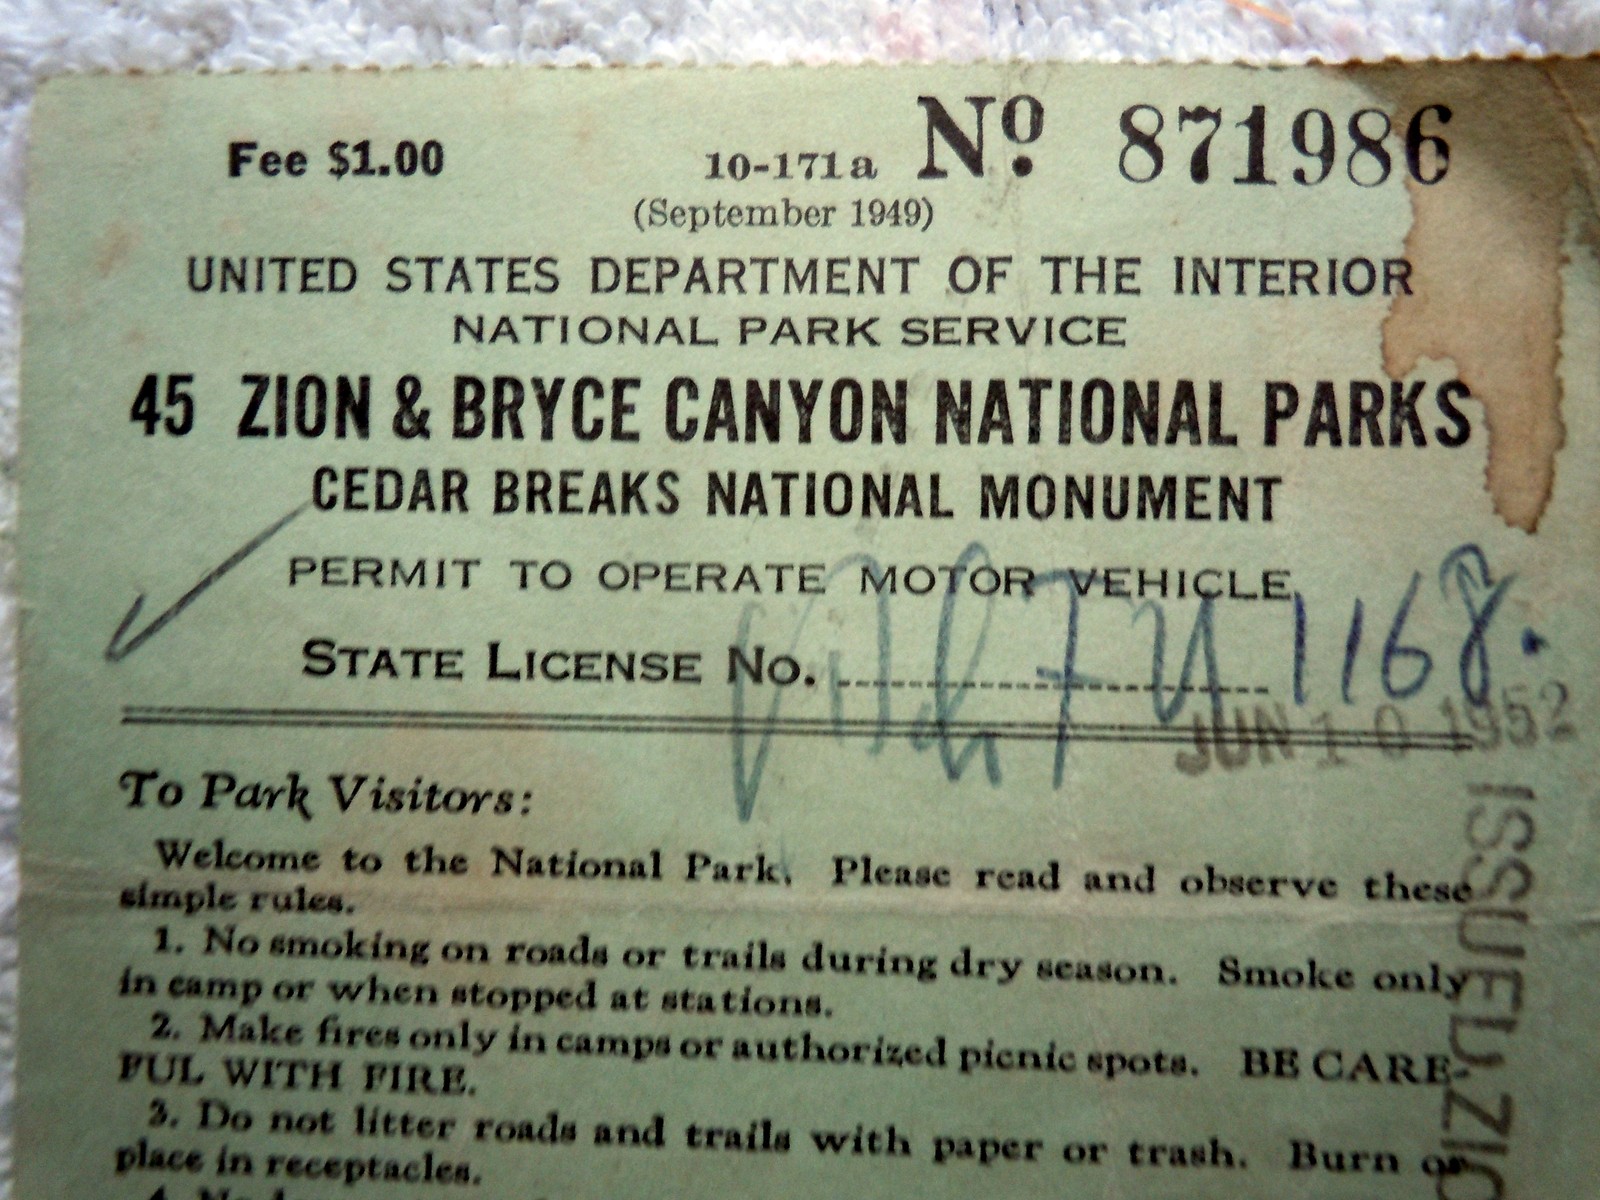 Fee $1.00 10-171a No. 871986
(September 1949)
UNITED STATES DEPARTMENT OF THE INTERIOR
NATIONAL PARK SERVICE
45 ZION & BRYCE CANYON NATIONAL PARKS
CEDAR BREAKS NATIONAL MONUMENT
PERMIT TO OPERATE MOTOR VEHICLE
STATE LICENSE NO. 1168.
JUN 10 1952
To Park Visitors:
Welcome to the National Park. Please read and observe these
simple rules.
1. No smoking on roads or trails during dry season. Smoke only
in camp or when stopped at stations.
2. Make fires only in camps or authorized picnic spots. BE CARE-
FUL WITH FIRE.
3. Do not litter roads and trails with paper or trash. Burn or
place in receptacles.
ISSUED ZIO